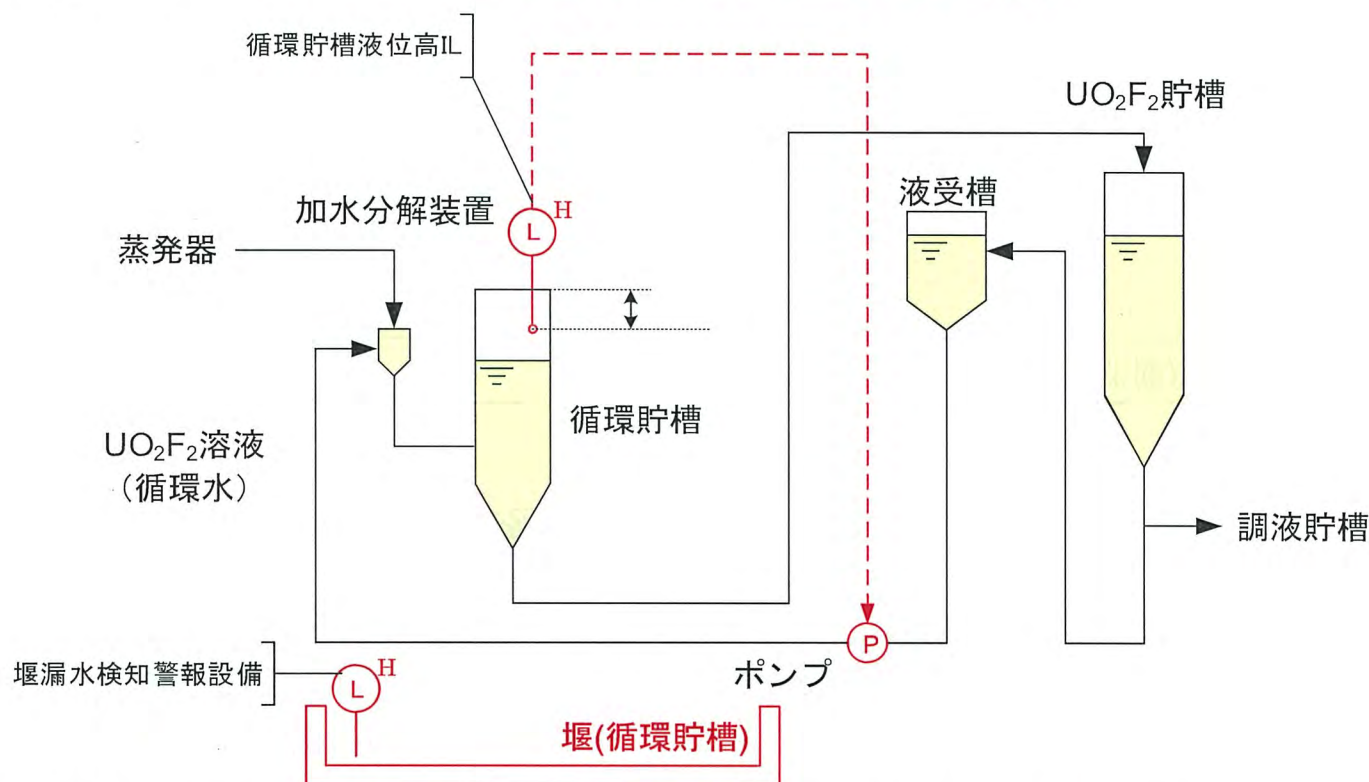 循環貯槽液位高IL
UO₂F₂貯槽
液受槽
加水分解装置
H
L
蒸発器
循環貯槽
UO₂F₂溶液
（循環水）
調液貯槽
P
ポンプ
堰漏水検知警報設備
H
L
堰(循環貯槽)